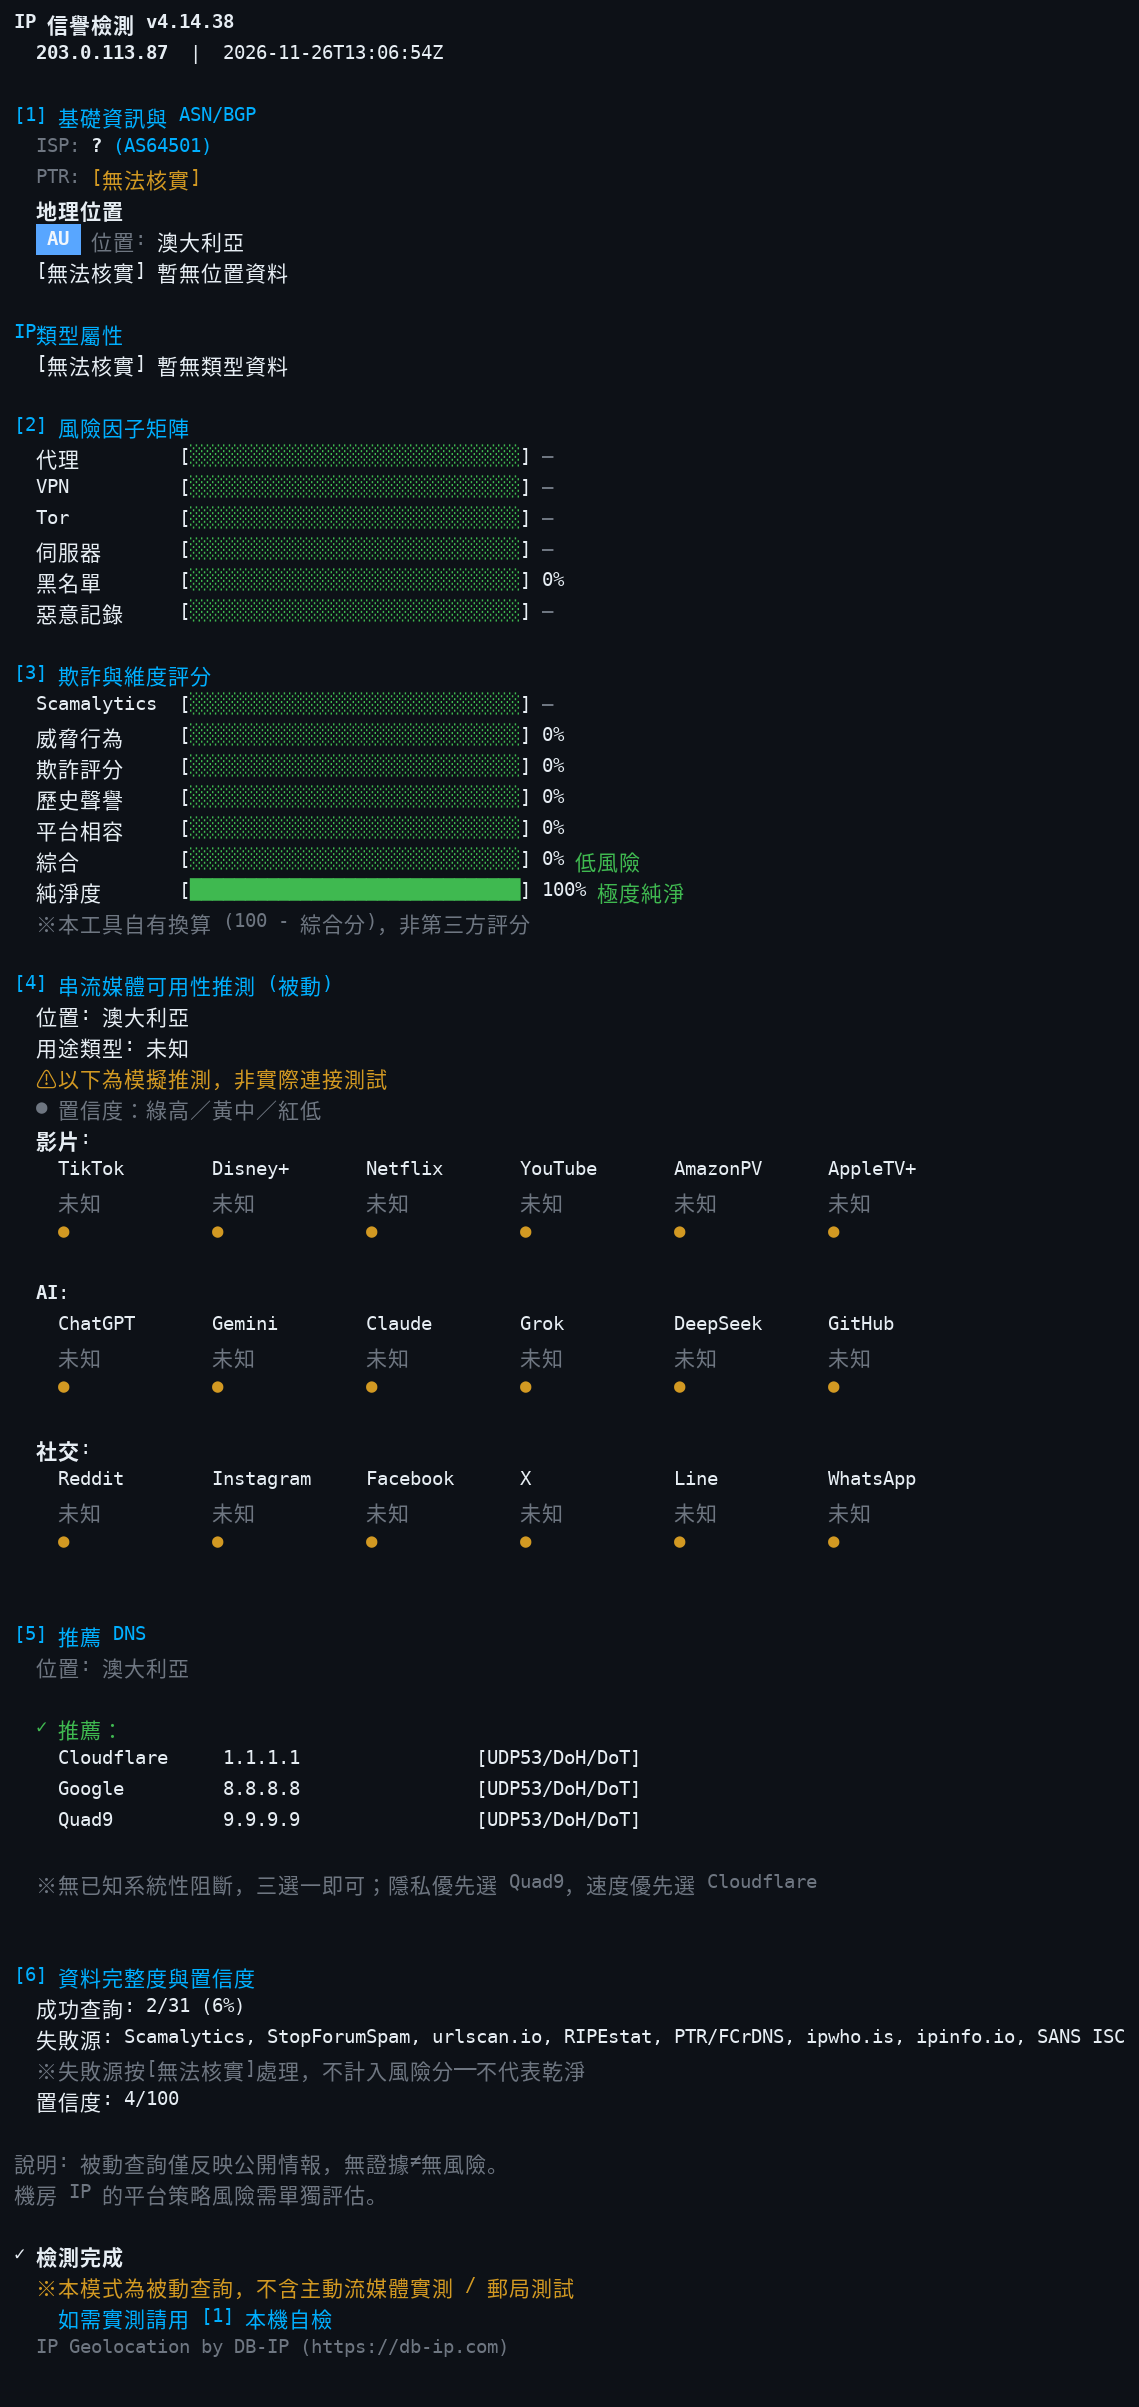 IP 信譽檢測 v4.14.38
203.0.113.87 | 2026-11-26T13:06:54Z
[1] 基礎資訊與 ASN/BGP
ISP: ? (AS64501)
PTR: [無法核實]
地理位置
AU 位置: 澳大利亞
[無法核實] 暫無位置資料
IP類型屬性
[無法核實] 暫無類型資料
[2] 風險因子矩陣
代理 [░░░░░░░░░░░░░░░░░░░░░░░░░░░░░░] —
VPN [░░░░░░░░░░░░░░░░░░░░░░░░░░░░░░] —
Tor [░░░░░░░░░░░░░░░░░░░░░░░░░░░░░░] —
伺服器 [░░░░░░░░░░░░░░░░░░░░░░░░░░░░░░] —
黑名單 [░░░░░░░░░░░░░░░░░░░░░░░░░░░░░░] 0%
惡意記錄 [░░░░░░░░░░░░░░░░░░░░░░░░░░░░░░] —
[3] 欺詐與維度評分
Scamalytics [░░░░░░░░░░░░░░░░░░░░░░░░░░░░░░] —
威脅行為 [░░░░░░░░░░░░░░░░░░░░░░░░░░░░░░] 0%
欺詐評分 [░░░░░░░░░░░░░░░░░░░░░░░░░░░░░░] 0%
歷史聲譽 [░░░░░░░░░░░░░░░░░░░░░░░░░░░░░░] 0%
平台相容 [░░░░░░░░░░░░░░░░░░░░░░░░░░░░░░] 0%
綜合 [░░░░░░░░░░░░░░░░░░░░░░░░░░░░░░] 0% 低風險
純淨度 [██████████████████████████████] 100% 極度純淨
※本工具自有換算 (100 - 綜合分)，非第三方評分
[4] 串流媒體可用性推測 (被動)
位置: 澳大利亞
用途類型: 未知
⚠以下為模擬推測，非實際連接測試
● 置信度：綠高／黃中／紅低
影片:
TikTok Disney+ Netflix YouTube AmazonPV AppleTV+
未知 未知 未知 未知 未知 未知
● ● ● ● ● ●
AI:
ChatGPT Gemini Claude Grok DeepSeek GitHub
未知 未知 未知 未知 未知 未知
● ● ● ● ● ●
社交:
Reddit Instagram Facebook X Line WhatsApp
未知 未知 未知 未知 未知 未知
● ● ● ● ● ●
[5] 推薦 DNS
位置: 澳大利亞
✓ 推薦：
Cloudflare 1.1.1.1 [UDP53/DoH/DoT]
Google 8.8.8.8 [UDP53/DoH/DoT]
Quad9 9.9.9.9 [UDP53/DoH/DoT]
※無已知系統性阻斷，三選一即可；隱私優先選 Quad9，速度優先選 Cloudflare
[6] 資料完整度與置信度
成功查詢: 2/31 (6%)
失敗源: Scamalytics, StopForumSpam, urlscan.io, RIPEstat, PTR/FCrDNS, ipwho.is, ipinfo.io, SANS ISC
※失敗源按[無法核實]處理，不計入風險分——不代表乾淨
置信度: 4/100
說明: 被動查詢僅反映公開情報，無證據≠無風險。
機房 IP 的平台策略風險需單獨評估。
✓ 檢測完成
※本模式為被動查詢，不含主動流媒體實測 / 郵局測試
如需實測請用 [1] 本機自檢
IP Geolocation by DB-IP (https://db-ip.com)